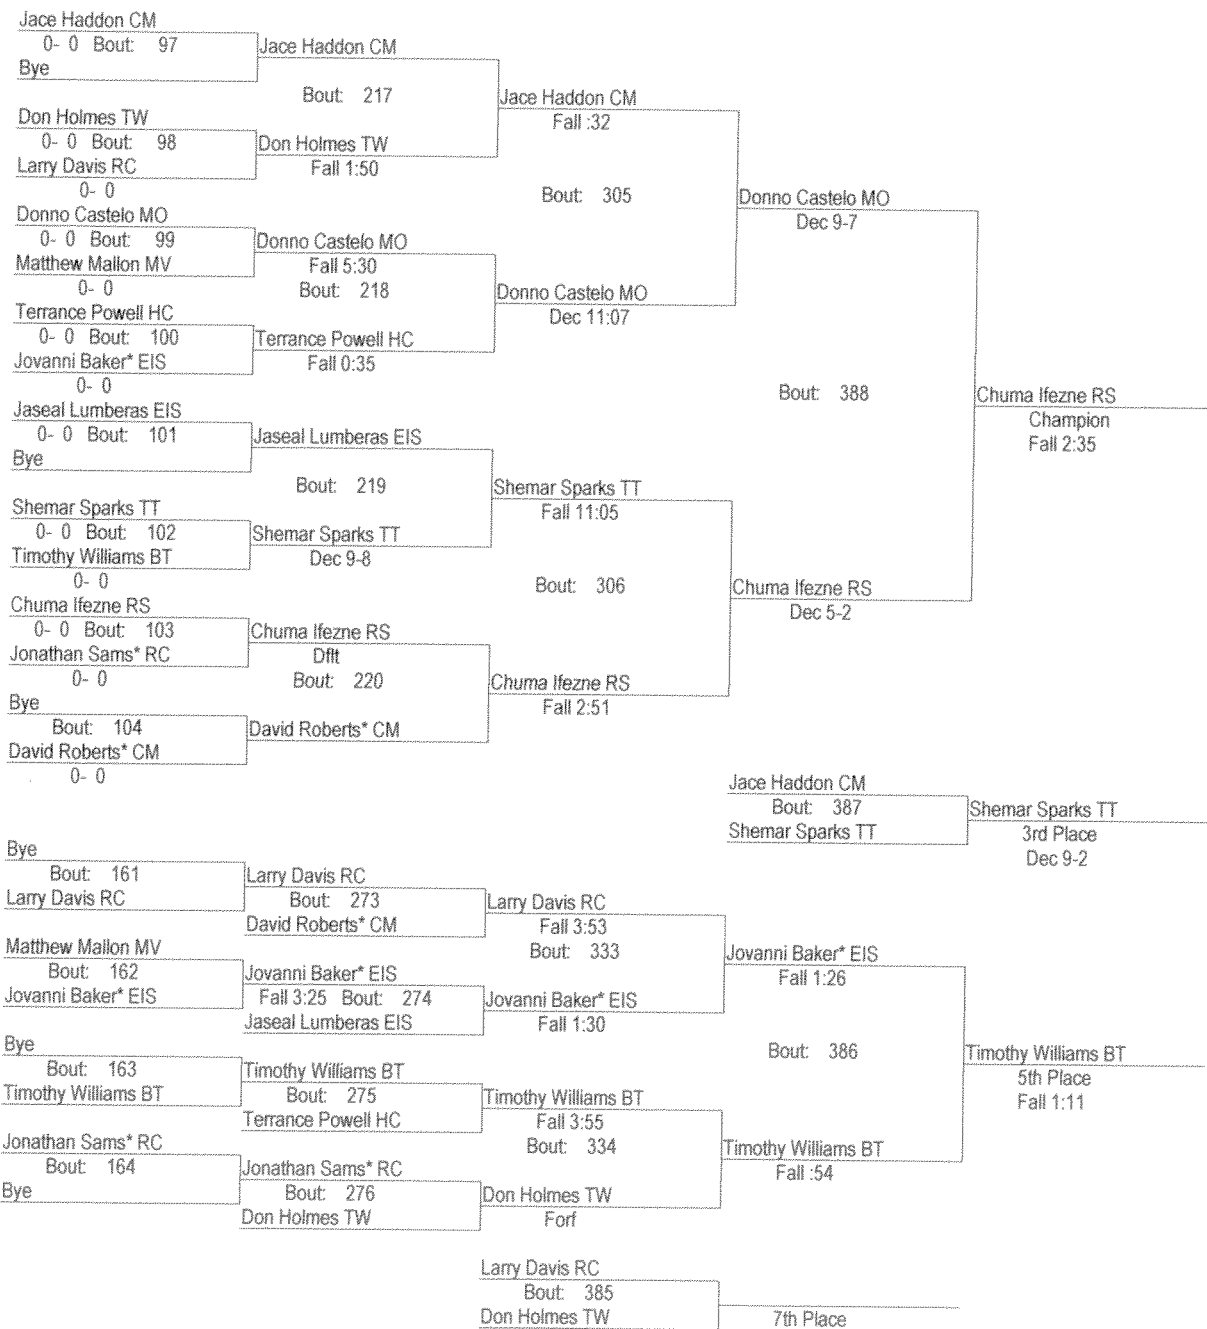 Jace Haddon CM
0- 0 Bout: 97
Bye
Jace Haddon CM
Bout: 217
Don Holmes TW
0- 0 Bout: 98
Larry Davis RC
0- 0
Don Holmes TW
Fall 1:50
Jace Haddon CM
Fall :32
Bout: 305
Donno Castelo MO
0- 0 Bout: 99
Matthew Mallon MV
0- 0
Donno Castelo MO
Fall 5:30
Bout: 218
Terrance Powell HC
0- 0 Bout: 100
Jovanni Baker* EIS
0- 0
Terrance Powell HC
Fall 0:35
Donno Castelo MO
Dec 11:07
Donno Castelo MO
Dec 9-7
Bout: 388
Jaseal Lumberas EIS
0- 0 Bout: 101
Bye
Jaseal Lumberas EIS
Bout: 219
Shemar Sparks TT
0- 0 Bout: 102
Timothy Williams BT
0- 0
Shemar Sparks TT
Dec 9-8
Shemar Sparks TT
Fall 11:05
Bout: 306
Chuma Ifezne RS
0- 0 Bout: 103
Jonathan Sams* RC
0- 0
Chuma Ifezne RS
Dflt
Bout: 220
Bye
Bout: 104
David Roberts* CM
0- 0
David Roberts* CM
Chuma Ifezne RS
Fall 2:51
Chuma Ifezne RS
Dec 5-2
Chuma Ifezne RS
Champion
Fall 2:35
Jace Haddon CM
Bout: 387
Shemar Sparks TT
Shemar Sparks TT
3rd Place
Dec 9-2
Bye
Bout: 161
Larry Davis RC
Larry Davis RC
Bout: 273
David Roberts* CM
Larry Davis RC
Fall 3:53
Bout: 333
Matthew Mallon MV
Bout: 162
Jovanni Baker* EIS
Jovanni Baker* EIS
Fall 3:25 Bout: 274
Jaseal Lumberas EIS
Jovanni Baker* EIS
Fall 1:30
Jovanni Baker* EIS
Fall 1:26
Bout: 386
Bye
Bout: 163
Timothy Williams BT
Timothy Williams BT
Bout: 275
Terrance Powell HC
Timothy Williams BT
Fall 3:55
Bout: 334
Jonathan Sams* RC
Bout: 164
Bye
Jonathan Sams* RC
Bout: 276
Don Holmes TW
Don Holmes TW
Forf
Timothy Williams BT
Fall :54
Timothy Williams BT
5th Place
Fall 1:11
Larry Davis RC
Bout: 385
Don Holmes TW
7th Place